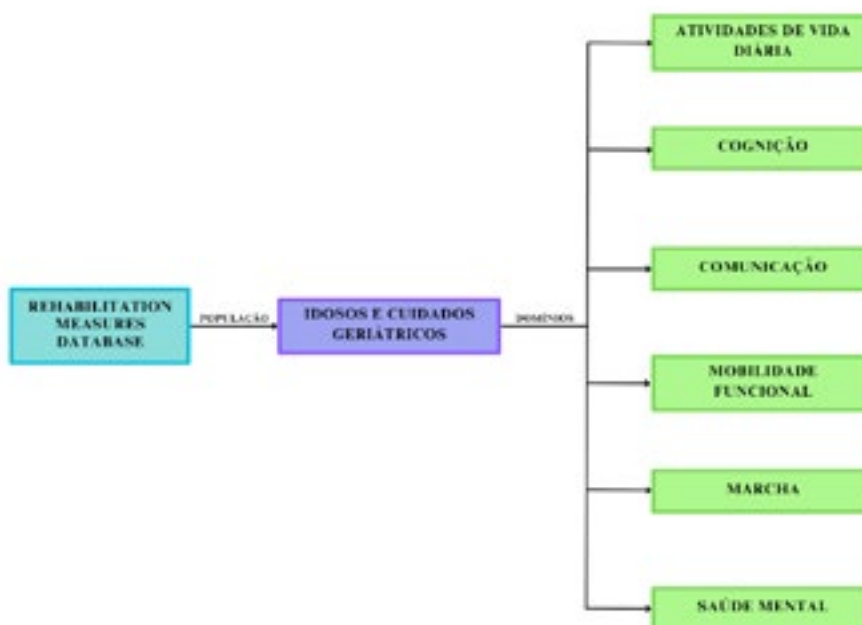 REHABILITATION
MEASURES
DATABASE
POPULAÇÃO
IDOSOS E CUIDADOS
GERIÁTRICOS
DOMÍNIOS
ATIVIDADES DE VIDA
DIÁRIA
COGNIÇÃO
COMUNICAÇÃO
MOBILIDADE
FUNCIONAL
MARCHA
SAÚDE MENTAL